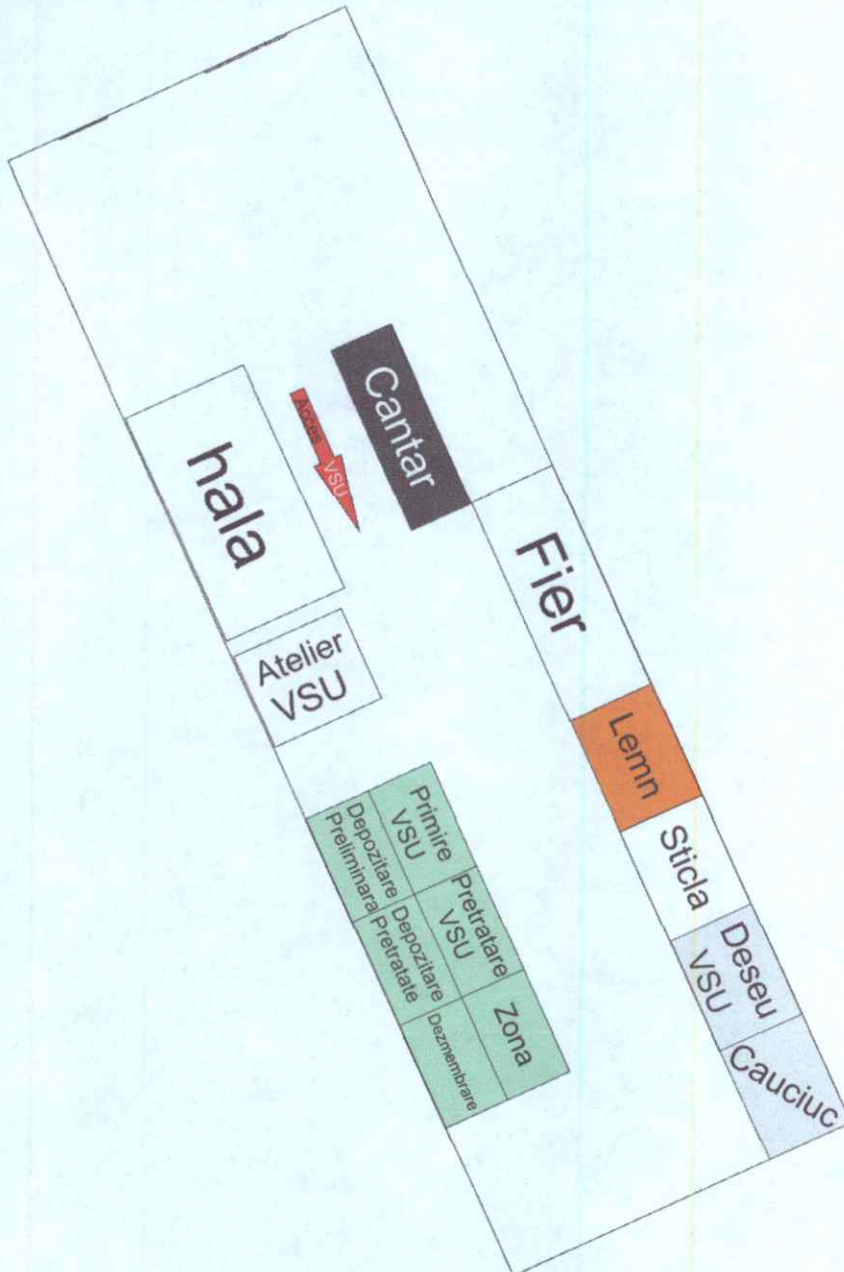 Cantar
Acces VSU
hala
Fier
Atelier
VSU
Lemn
Sticla
Deseu
VSU
Cauciuc
Primire
VSU
Depozitare
Preliminara
Pretratare
VSU
Depozitare
Pretratate
Zona
Dezmembrare